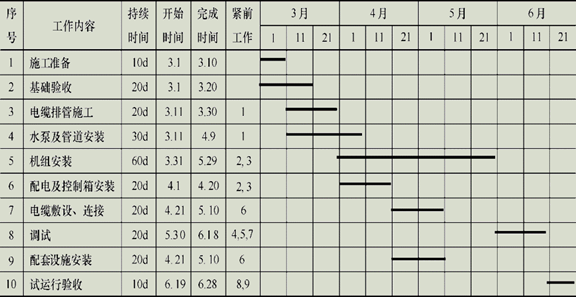 序号 工作内容 持续时间 开始时间 完成时间 紧前工作 3月 4月 5月 6月
1 11 21 1 11 21 1 11 21 1 11 21
1 施工准备 10d 3.1 3.10
2 基础验收 20d 3.1 3.20
3 电缆排管施工 20d 3.11 3.30 1
4 水泵及管道安装 30d 3.11 4.9 1
5 机组安装 60d 3.31 5.29 2,3
6 配电及控制箱安装 20d 4.1 4.20 2,3
7 电缆敷设、连接 20d 4.21 5.10 6
8 调试 20d 5.30 6.18 4,5,7
9 配套设施安装 20d 4.21 5.10 6
10 试运行验收 10d 6.19 6.28 8,9